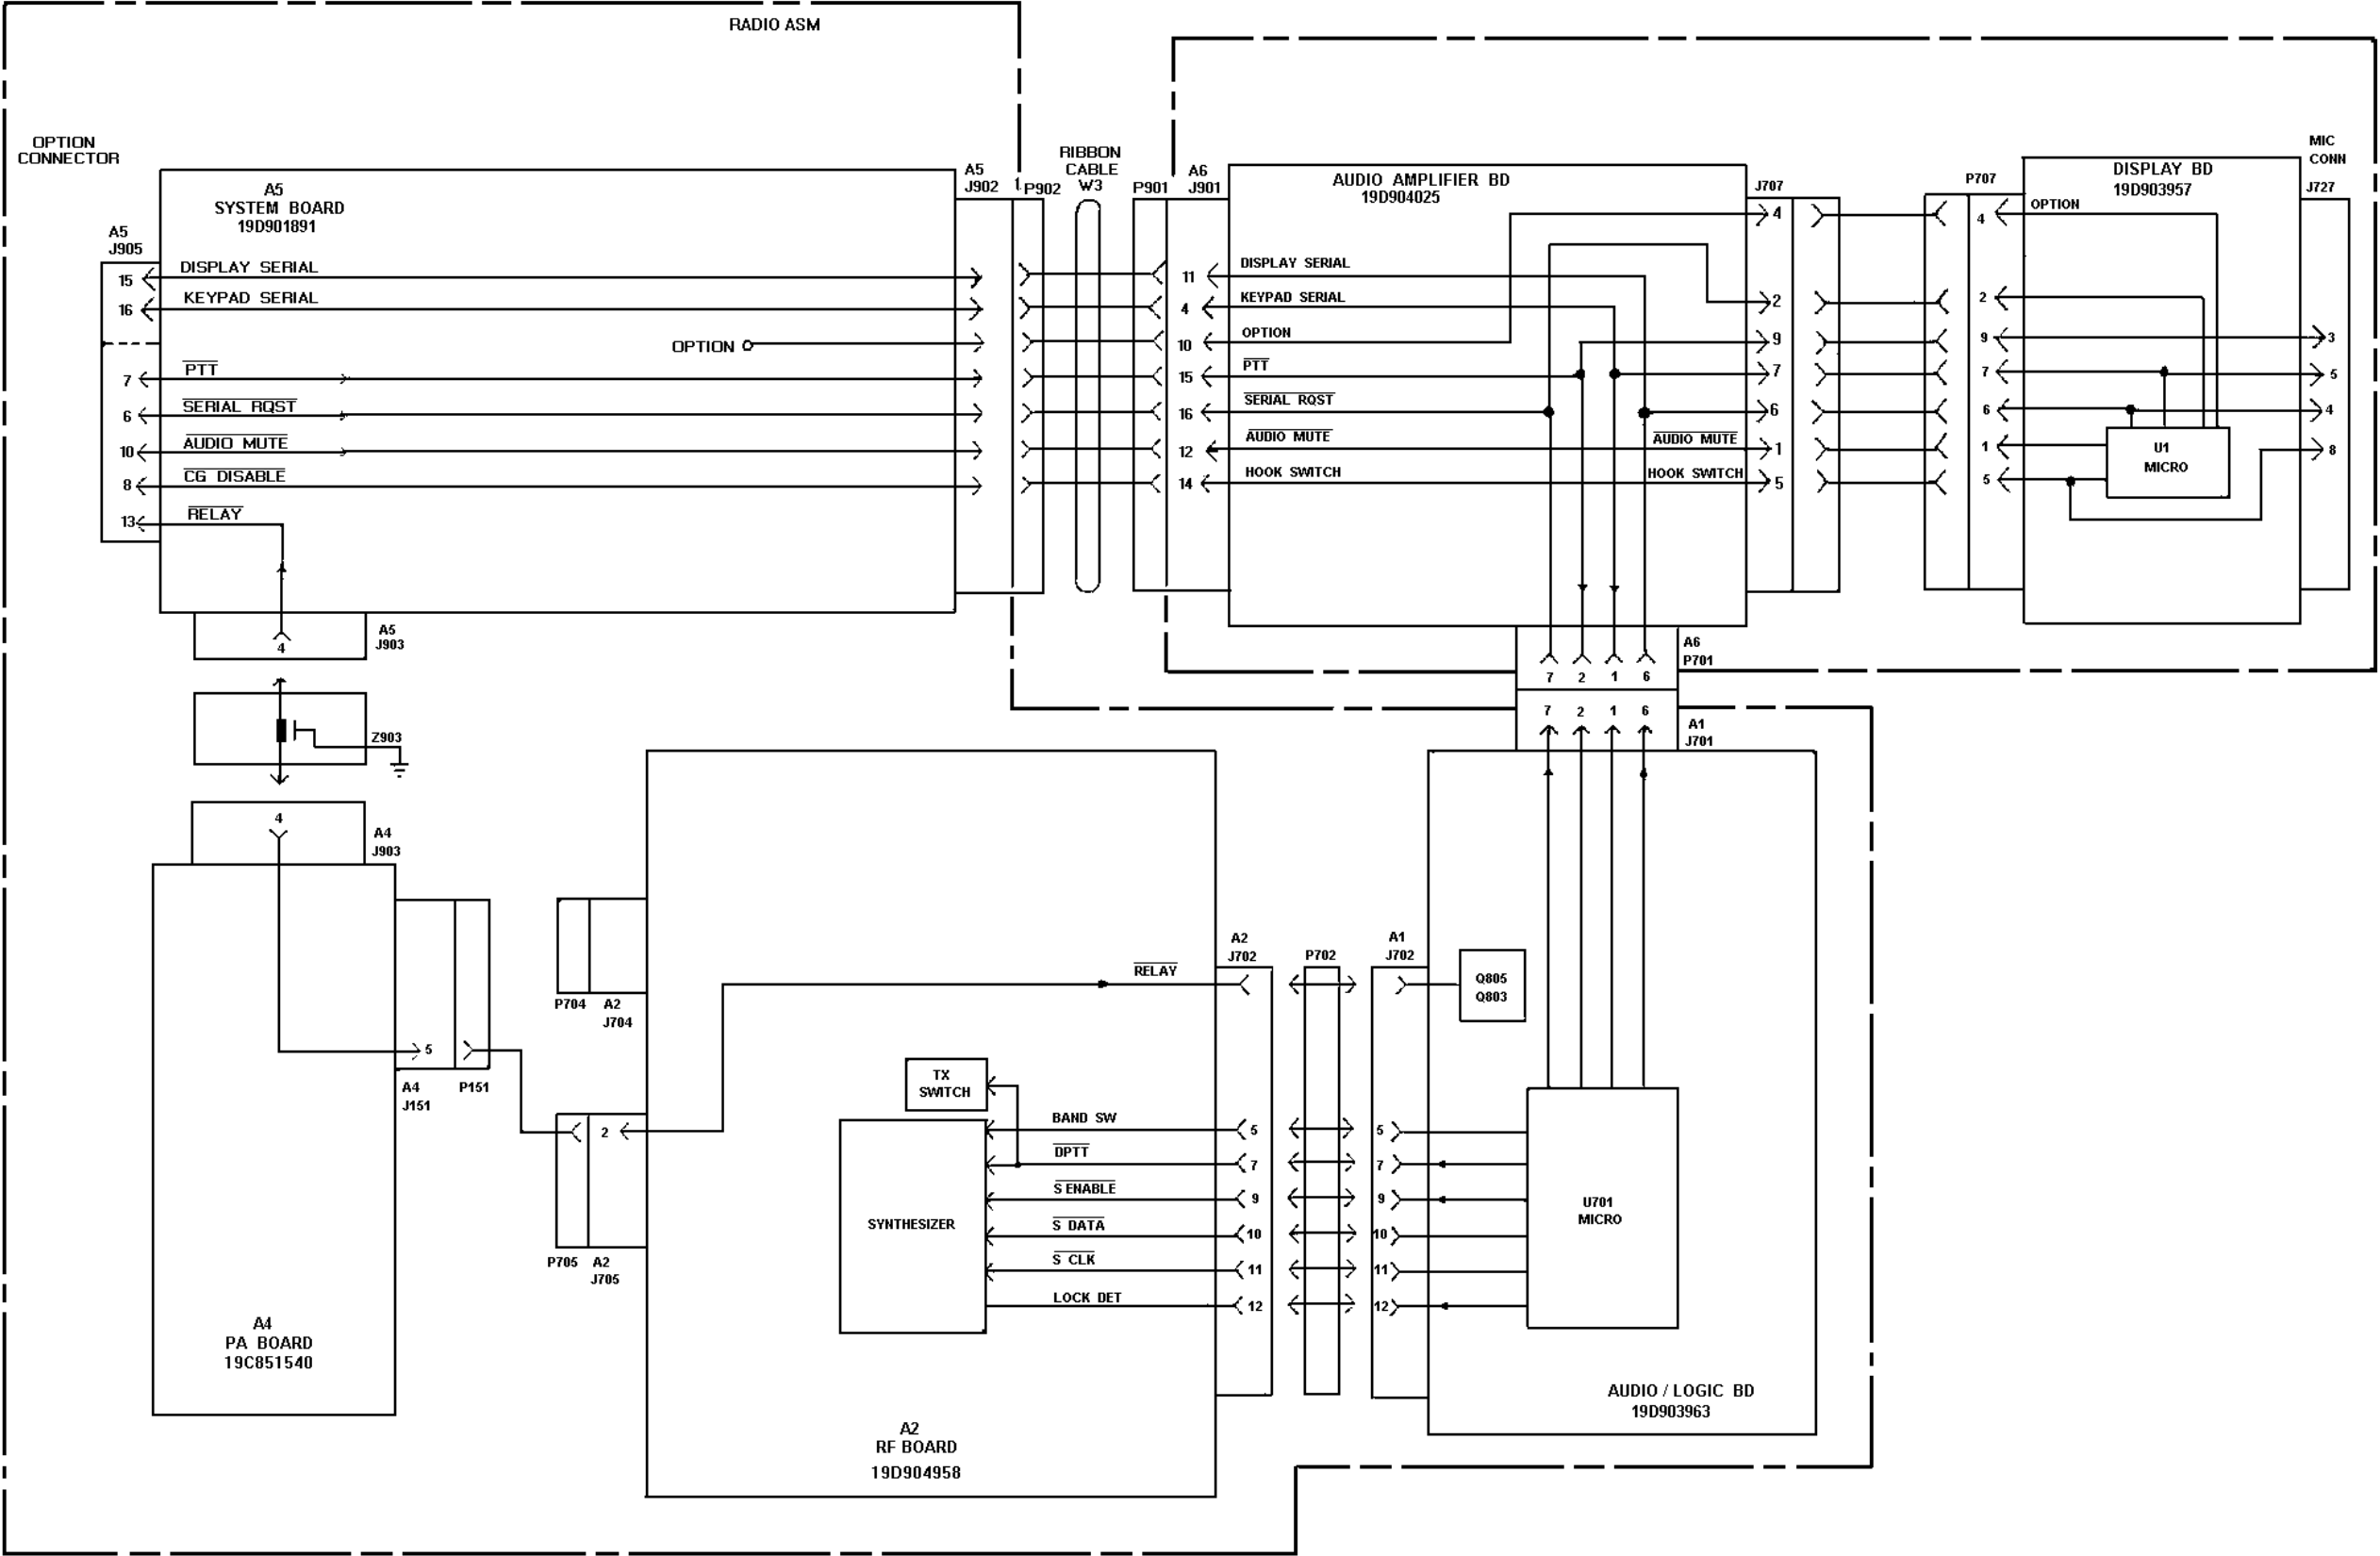 RADIO ASM
OPTION
CONNECTOR
A5
SYSTEM BOARD
19D901891
A5
J905
15
DISPLAY SERIAL
16
KEYPAD SERIAL
OPTION
7
PTT
6
SERIAL RQST
10
AUDIO MUTE
8
CG DISABLE
13
RELAY
4
A5
J903
A5
J902
P902
RIBBON
CABLE
W3
P901
A6
J901
AUDIO AMPLIFIER BD
19D904025
11
DISPLAY SERIAL
4
KEYPAD SERIAL
10
OPTION
15
PTT
16
SERIAL RQST
12
AUDIO MUTE
AUDIO MUTE
14
HOOK SWITCH
HOOK SWITCH
J707
4
2
9
7
6
1
5
P707
DISPLAY BD
19D903957
MIC
CONN
J727
4
OPTION
2
9
7
6
1
5
U1
MICRO
3
5
4
8
A6
P701
7 2 1 6
7 2 1 6
A1
J701
Z903
4
A4
J903
5
A4
J151
P151
A4
PA BOARD
19C851540
P704 A2
J704
2
P705 A2
J705
RELAY
TX
SWITCH
SYNTHESIZER
BAND SW
DPTT
S ENABLE
S DATA
S CLK
LOCK DET
A2
RF BOARD
19D904958
A2
J702
5
7
9
10
11
12
P702
A1
J702
5
7
9
10
11
12
Q805
Q803
U701
MICRO
AUDIO / LOGIC BD
19D903963